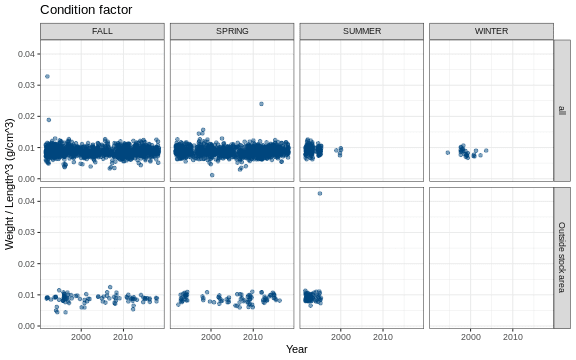 Condition factor
FALL
SPRING
SUMMER
WINTER
Weight / Length^3 (g/cm^3)
0.04
0.03
0.02
0.01
0.00
all
0.04
0.03
0.02
0.01
0.00
Outside stock area
2000
2010
2000
2010
2000
2010
2000
2010
Year